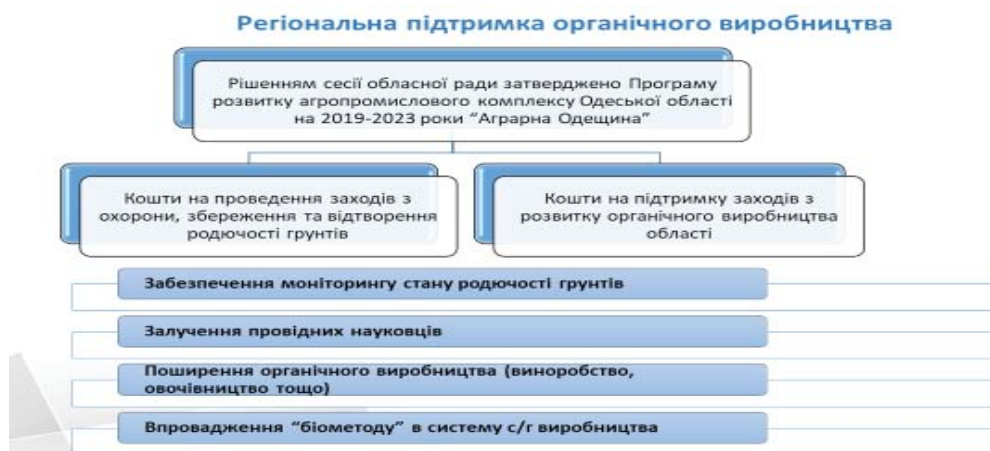 Регіональна підтримка органічного виробництва
Рішенням сесії обласної ради затверджено Програму
розвитку агропромислового комплексу Одеської області
на 2019-2023 роки “Аграрна Одещина”
Кошти на проведення заходів з
охорони, збереження та відтворення
родючості грунтів
Кошти на підтримку заходів з
розвитку органічного виробництва
області
Забезпечення моніторингу стану родючості грунтів
Залучення провідних науковців
Поширення органічного виробництва (виноробство,
овочівництво тощо)
Впровадження “біометоду” в систему с/г виробництва